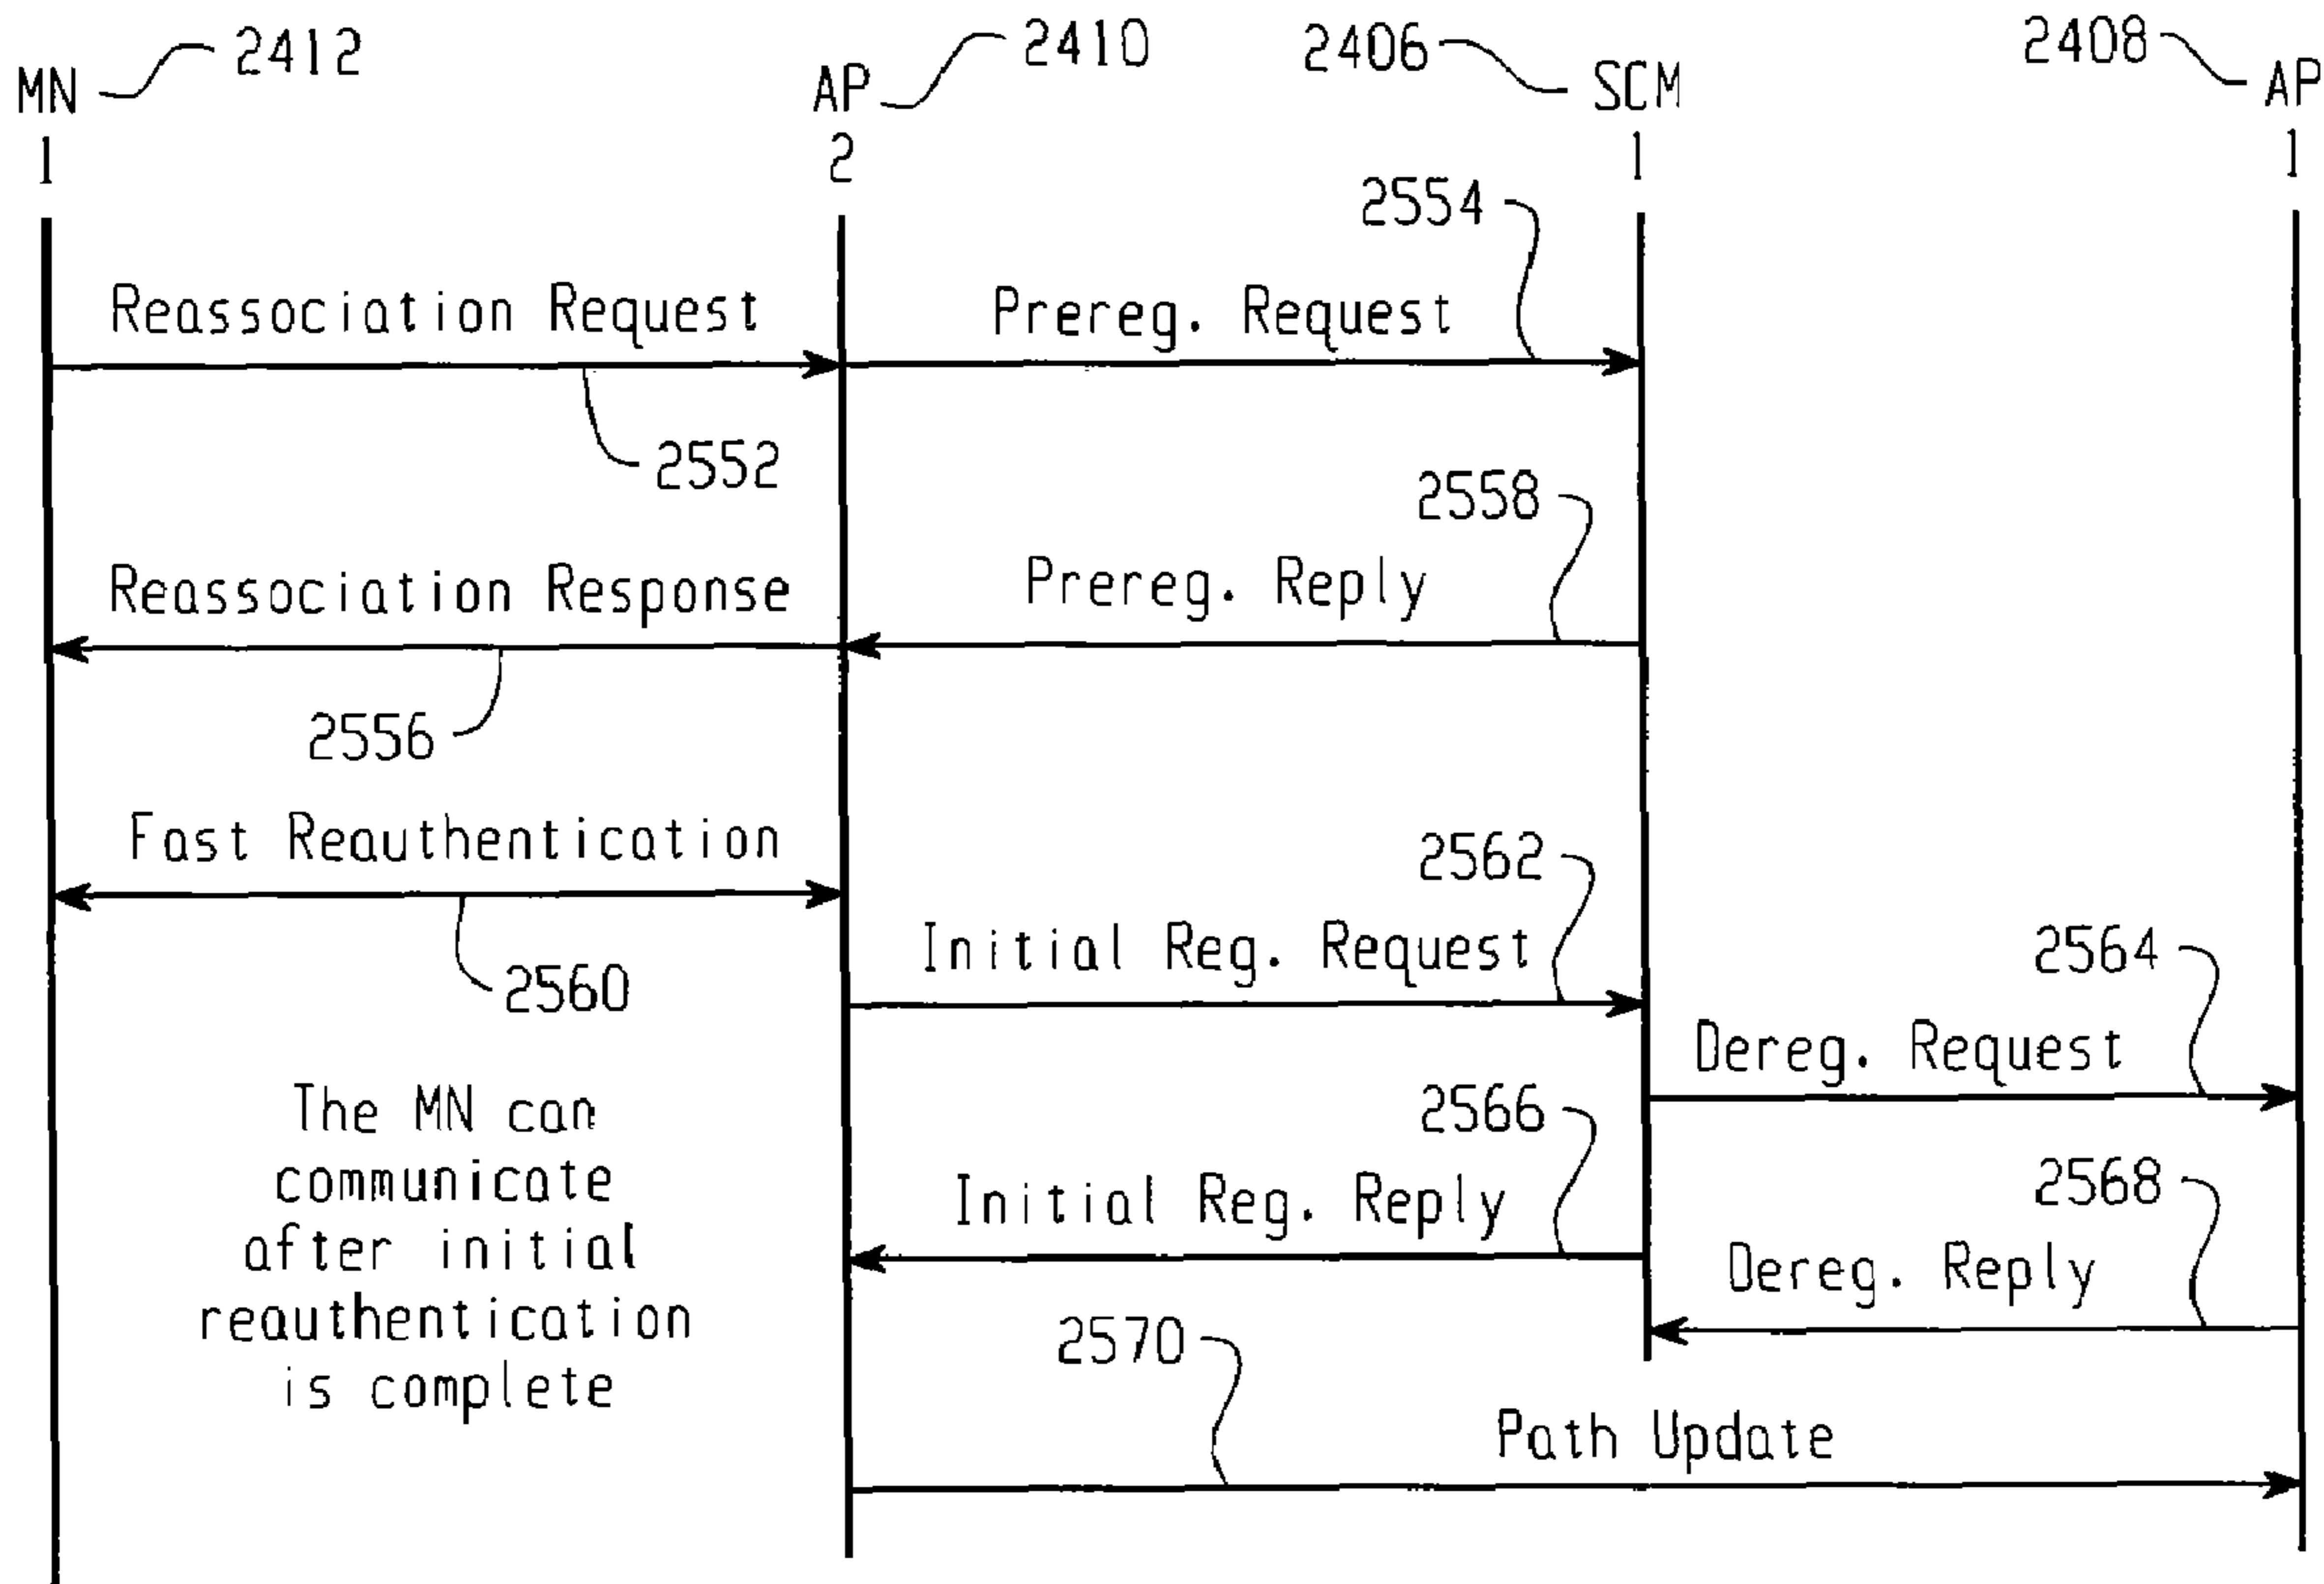 MN 2412 AP 2410 2406 SCM 2408 AP
1 2 1 1
2554
Reassociation Request Prereg. Request
2552
2558
Reassociation Response Prereg. Reply
2556
Fast Reauthentication
2562
Initial Reg. Request
2560
2564
Dereg. Request
The MN can
communicate
after initial
reauthentication
is complete
2566
Initial Reg. Reply
2568
Dereg. Reply
2570
Path Update